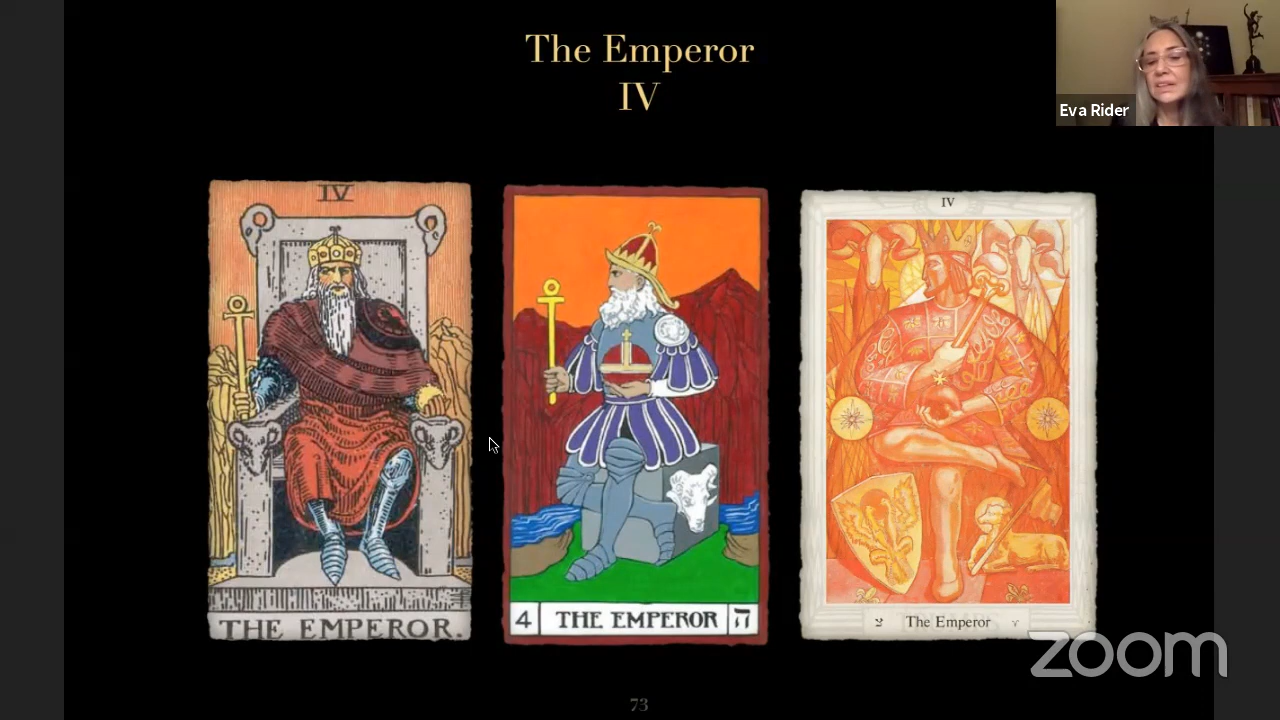 The Emperor
IV
Eva Rider
IV
THE EMPEROR.
4 THE EMPEROR ה
IV
צ The Emperor ♈
zoom
73